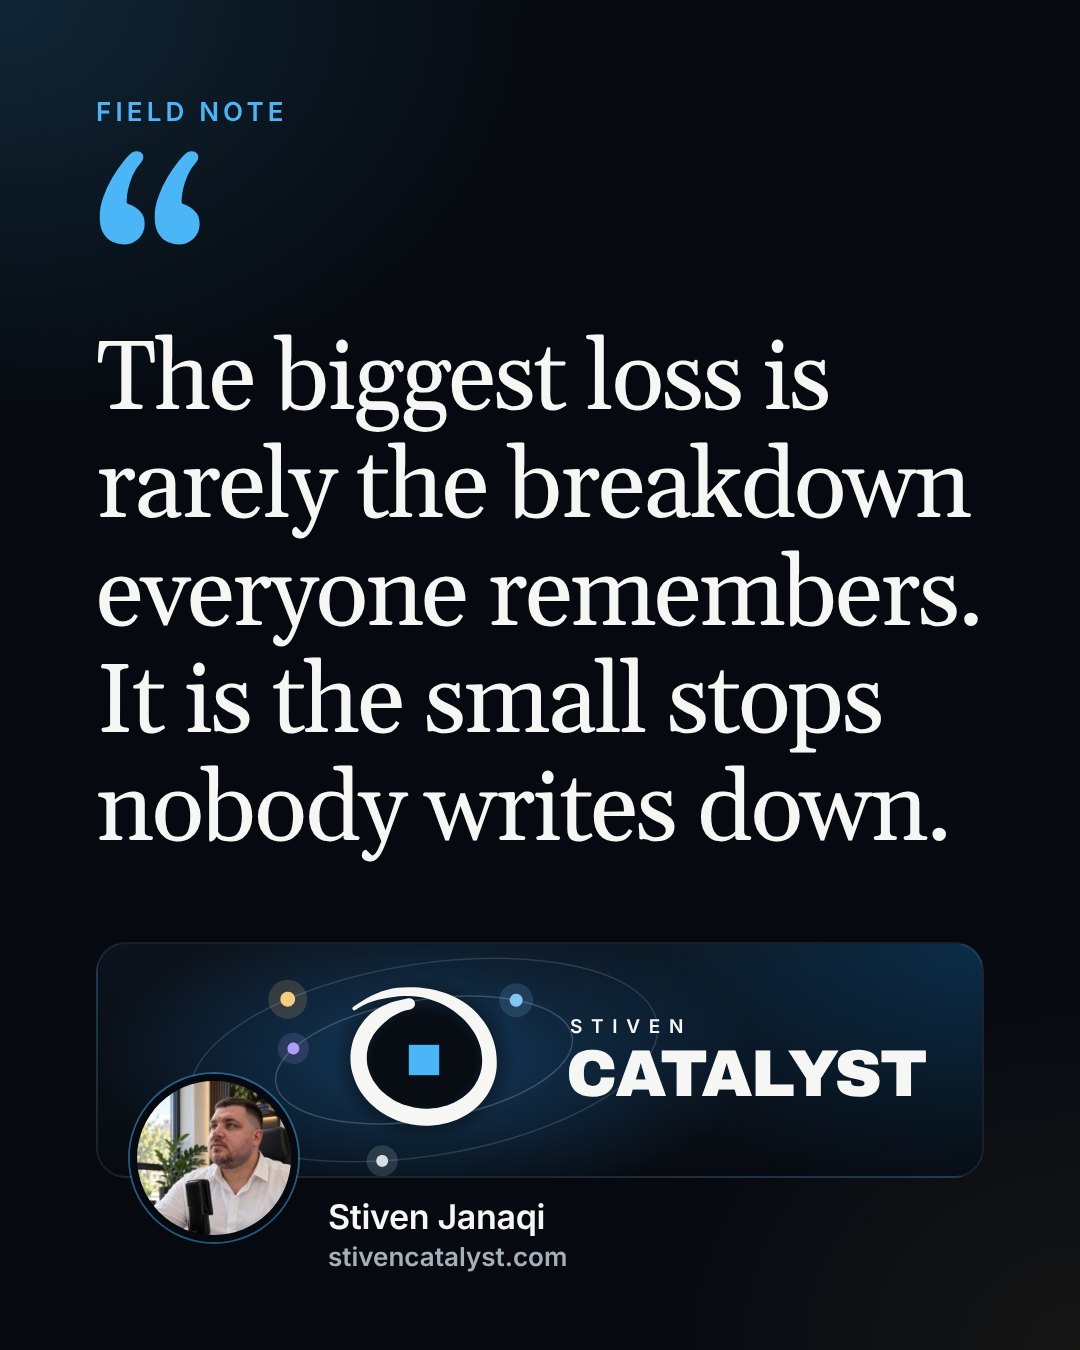 FIELD NOTE
“
The biggest loss is
rarely the breakdown
everyone remembers.
It is the small stops
nobody writes down.
STIVEN
CATALYST
Stiven Janaqi
stivencatalyst.com